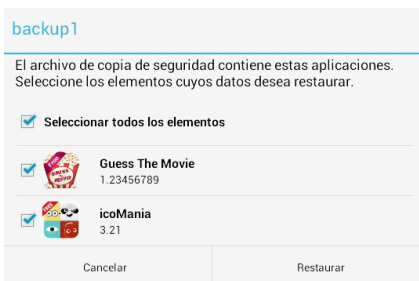 backup1
El archivo de copia de seguridad contiene estas aplicaciones.
Seleccione los elementos cuyos datos desea restaurar.
Seleccionar todos los elementos
Guess The Movie
1.23456789
icoMania
3.21
Cancelar
Restaurar